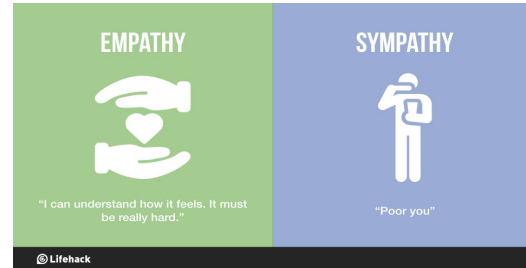 EMPATHY
"I can understand how it feels. It must
be really hard."
SYMPATHY
"Poor you"
Lifehack